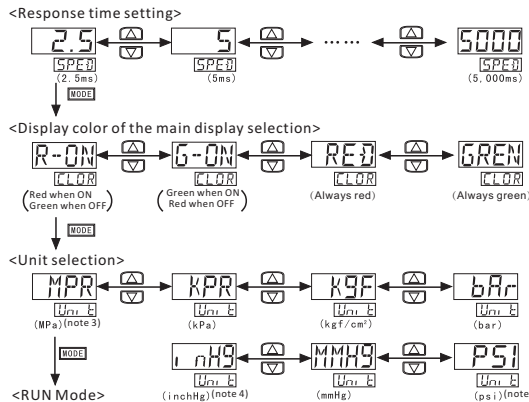 <Response time setting>
2.5 5 ...... 5000
SPED SPED SPED
(2.5ms) (5ms) (5,000ms)
MODE
<Display color of the main display selection>
R-ON G-ON RED GREN
CLOR CLOR CLOR CLOR
(Red when ON Green when OFF) (Green when ON Red when OFF) (Always red) (Always green)
MODE
<Unit selection>
MPA KPA KgF bAr
Unit Unit Unit Unit
(MPa)(note 3) (kPa) (kgf/cm²) (bar)
MODE
inHg MMHg PSI
Unit Unit Unit
<RUN Mode> (inchHg)(note 4) (mmHg) (psi)(note